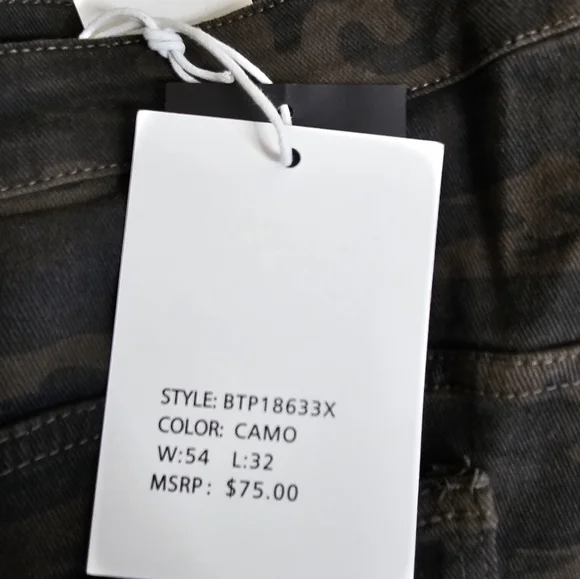 STYLE: BTP18633X
COLOR: CAMO
W:54 L:32
MSRP: $75.00